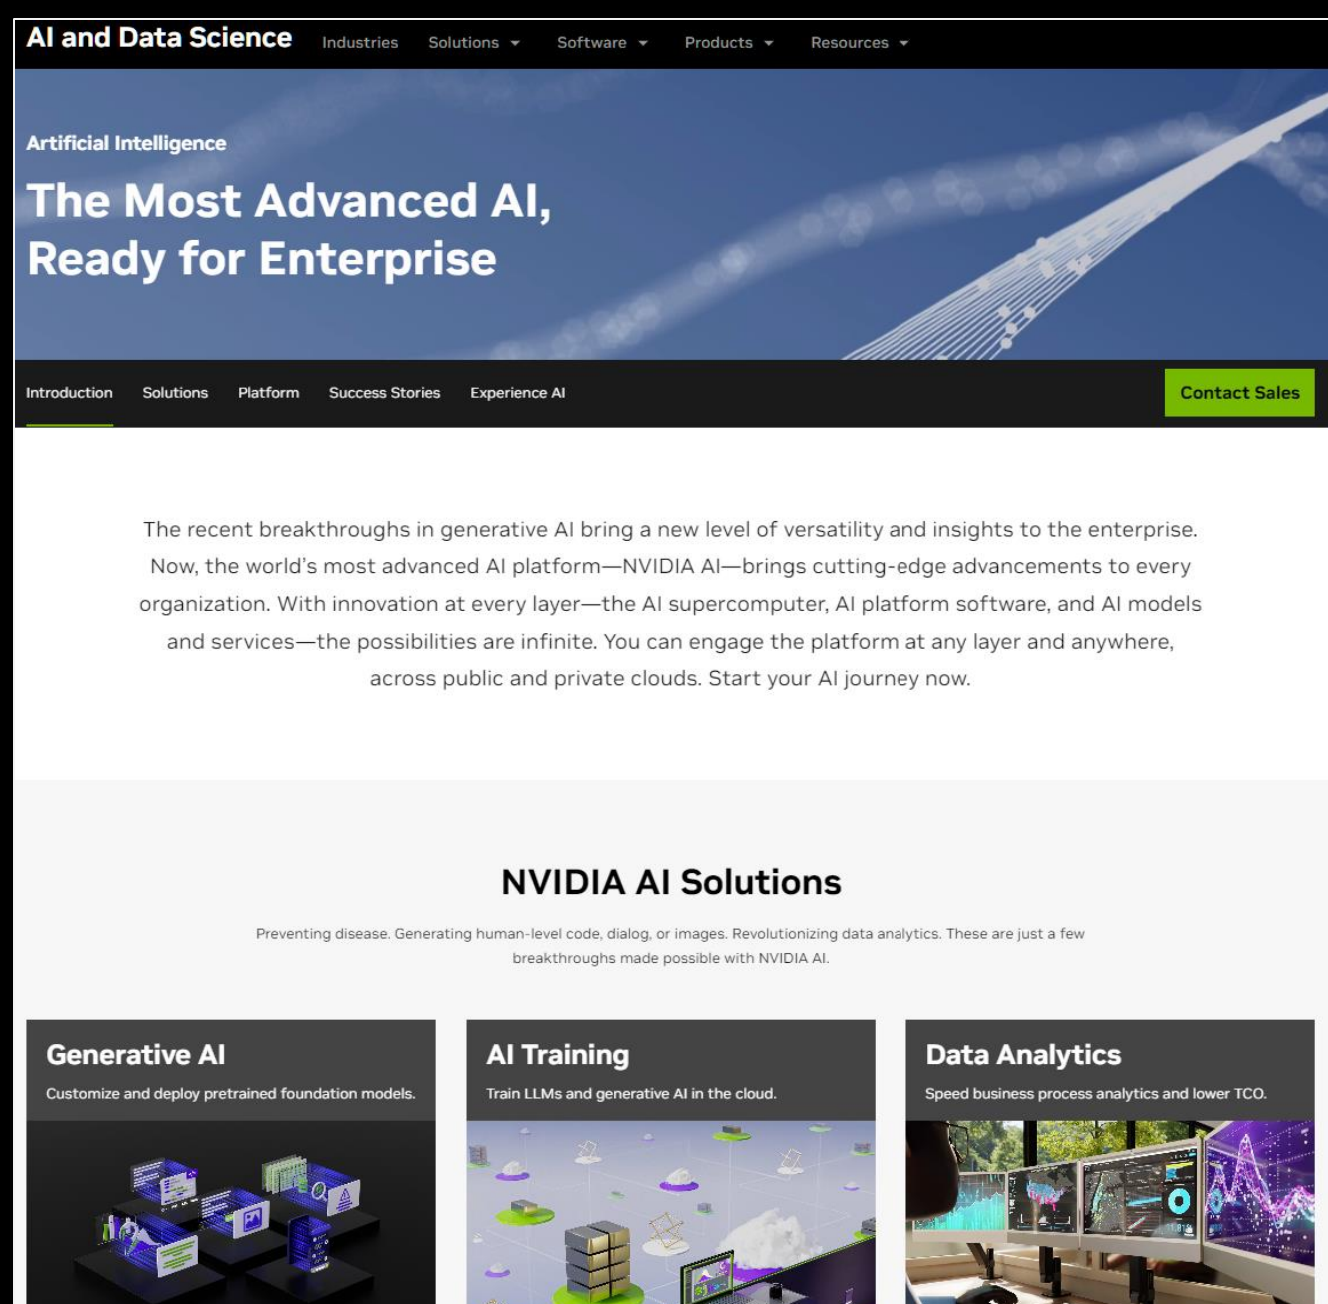 AI and Data Science
Industries
Solutions
Software
Products
Resources
Artificial Intelligence
The Most Advanced AI,
Ready for Enterprise
Introduction
Solutions
Platform
Success Stories
Experience AI
Contact Sales
The recent breakthroughs in generative AI bring a new level of versatility and insights to the enterprise.
Now, the world's most advanced AI platform—NVIDIA AI—brings cutting-edge advancements to every
organization. With innovation at every layer—the AI supercomputer, AI platform software, and AI models
and services—the possibilities are infinite. You can engage the platform at any layer and anywhere,
across public and private clouds. Start your AI journey now.
NVIDIA AI Solutions
Preventing disease. Generating human-level code, dialog, or images. Revolutionizing data analytics. These are just a few
breakthroughs made possible with NVIDIA AI.
Generative AI
Customize and deploy pretrained foundation models.
AI Training
Train LLMs and generative AI in the cloud.
Data Analytics
Speed business process analytics and lower TCO.